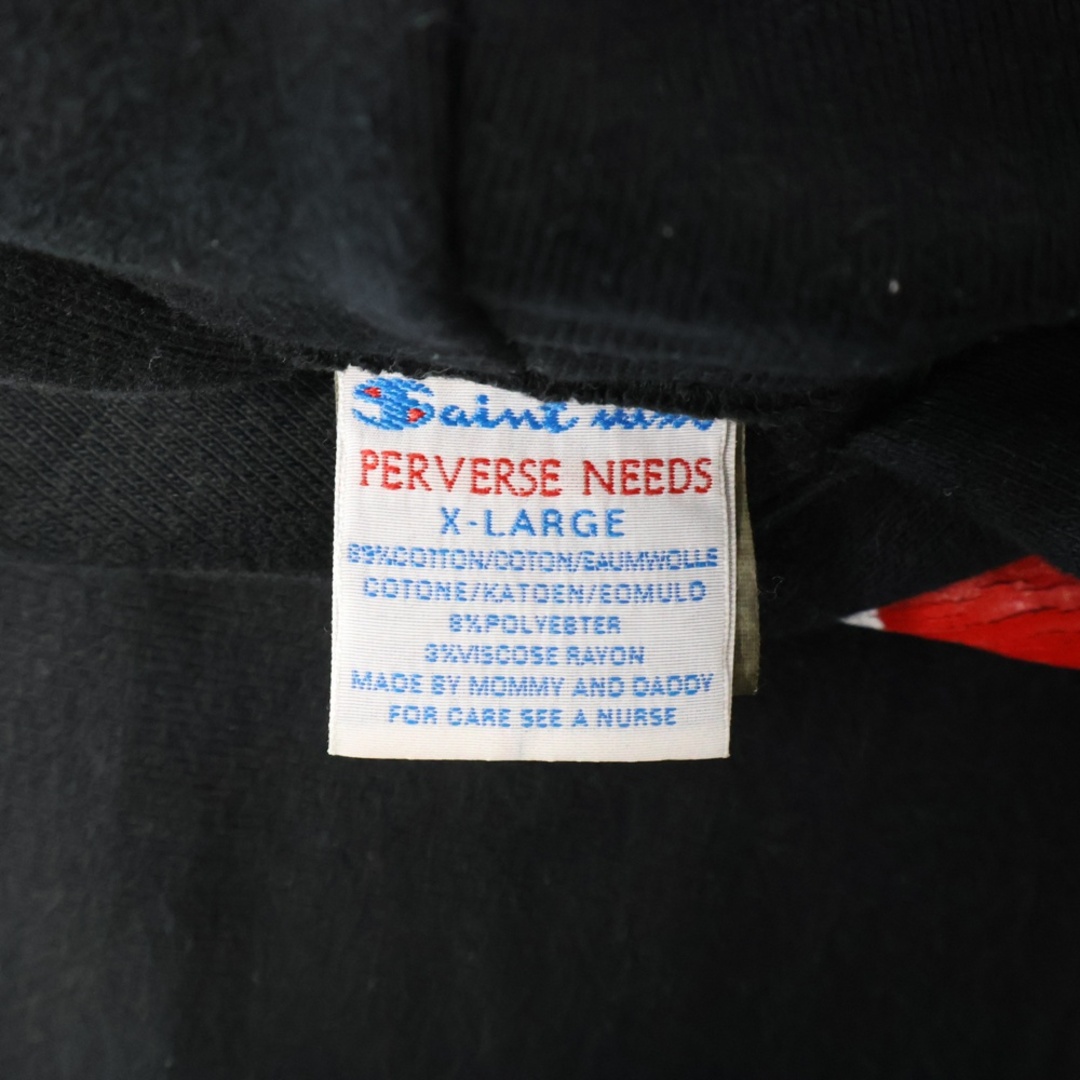 Saint
PERVERSE NEEDS
X-LARGE
89%COTTON/COTON/BAUMWOLLE
COTONE/KATOEN/EOMULO
8%POLYEBTER
3%VISCOSE RAYON
MADE BY MOMMY AND DADDY
FOR CARE SEE A NURSE